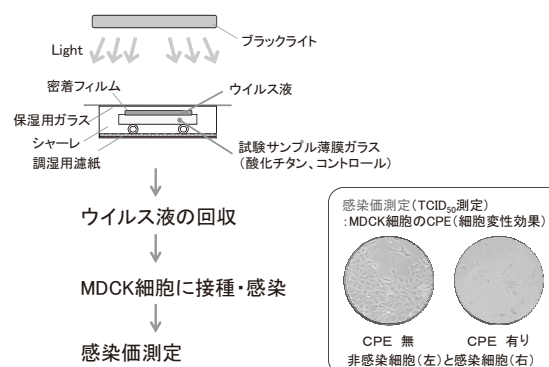 ブラックライト
Light
密着フィルム
ウイルス液
保湿用ガラス
シャーレ
調湿用濾紙
試験サンプル薄膜ガラス
(酸化チタン、コントロール)
ウイルス液の回収
MDCK細胞に接種・感染
感染価測定
感染価測定(TCID50測定)
:MDCK細胞のCPE(細胞変性効果)
CPE 無
CPE 有り
非感染細胞(左)と感染細胞(右)